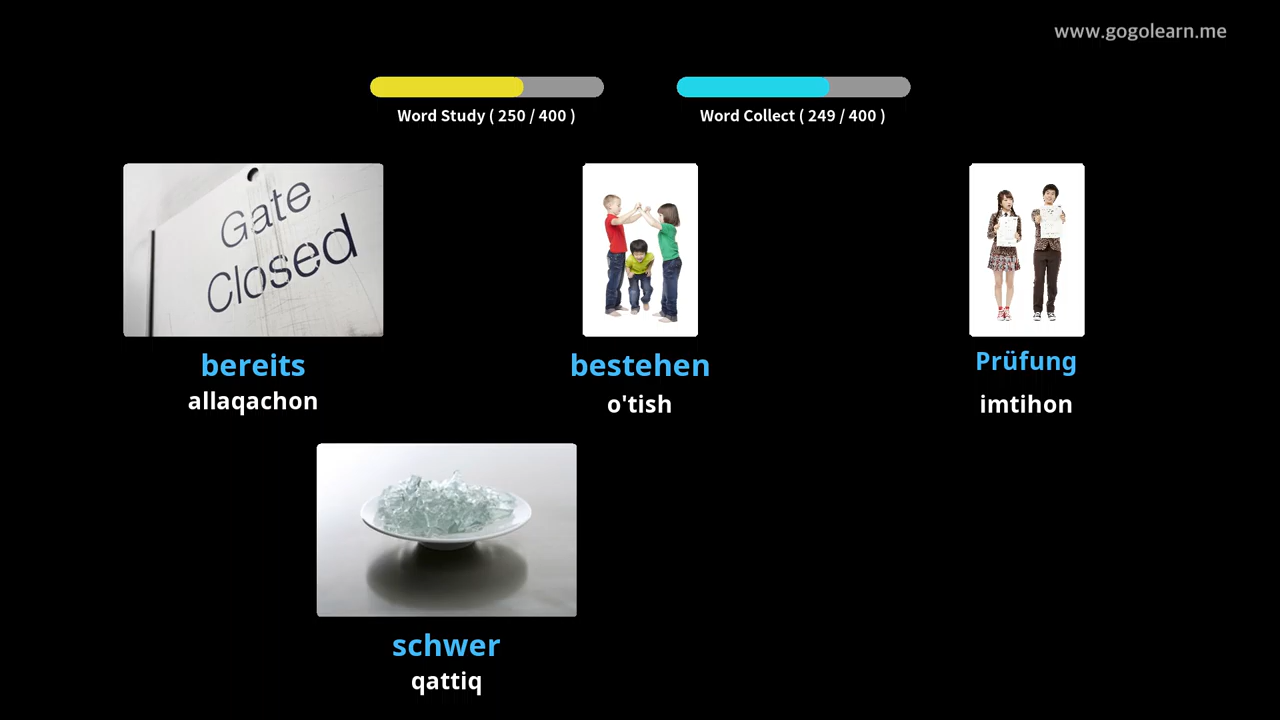 www.gogolearn.me
Word Study ( 250 / 400 )
Word Collect ( 249 / 400 )
Gate
Closed
bereits
allaqachon
bestehen
o'tish
Prüfung
imtihon
schwer
qattiq